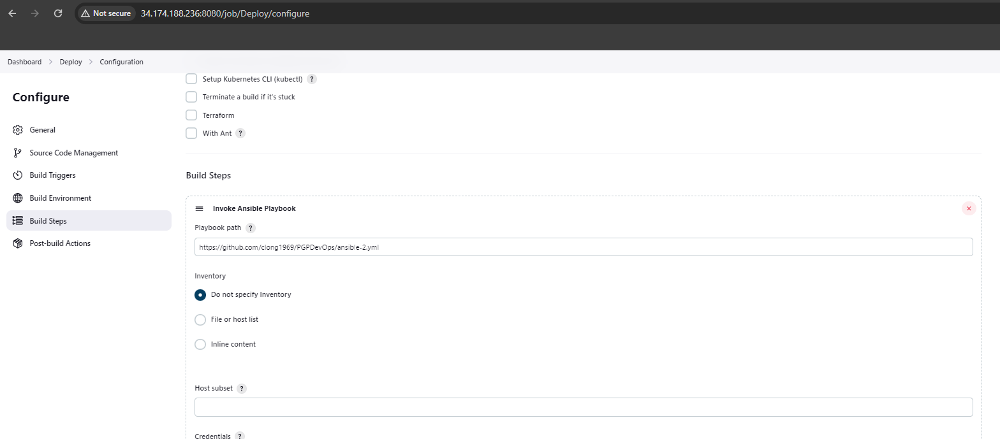 Not secure 34.174.188.236:8080/job/Deploy/configure
Dashboard > Deploy > Configuration
Configure
General
Source Code Management
Build Triggers
Build Environment
Build Steps
Post-build Actions
Setup Kubernetes CLI (kubectl) ?
Terminate a build if it's stuck
Terraform
With Ant ?
Build Steps
Invoke Ansible Playbook
Playbook path ?
https://github.com/ciong1969/PGPDevOps/ansible-2.yml
Inventory
Do not specify Inventory
File or host list
Inline content
Host subset ?
Credentials ?